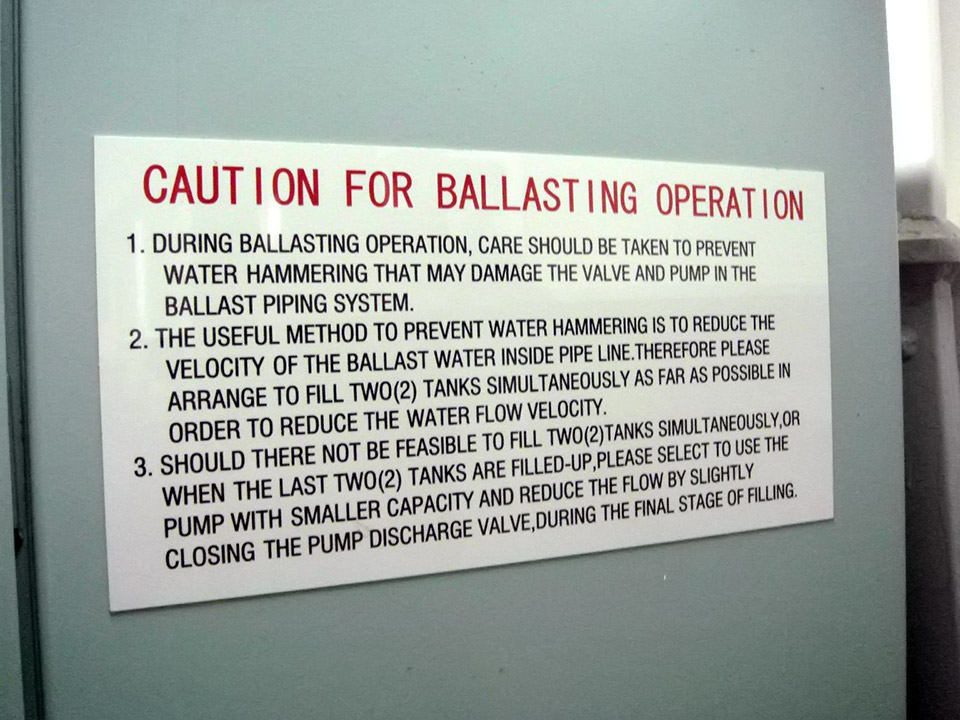 CAUTION FOR BALLASTING OPERATION
1. DURING BALLASTING OPERATION, CARE SHOULD BE TAKEN TO PREVENT
WATER HAMMERING THAT MAY DAMAGE THE VALVE AND PUMP IN THE
BALLAST PIPING SYSTEM.
2. THE USEFUL METHOD TO PREVENT WATER HAMMERING IS TO REDUCE THE
VELOCITY OF THE BALLAST WATER INSIDE PIPE LINE.THEREFORE PLEASE
ARRANGE TO FILL TWO(2) TANKS SIMULTANEOUSLY AS FAR AS POSSIBLE IN
ORDER TO REDUCE THE WATER FLOW VELOCITY.
3. SHOULD THERE NOT BE FEASIBLE TO FILL TWO(2)TANKS SIMULTANEOUSLY,OR
WHEN THE LAST TWO(2) TANKS ARE FILLED-UP,PLEASE SELECT TO USE THE
PUMP WITH SMALLER CAPACITY AND REDUCE THE FLOW BY SLIGHTLY
CLOSING THE PUMP DISCHARGE VALVE,DURING THE FINAL STAGE OF FILLING.